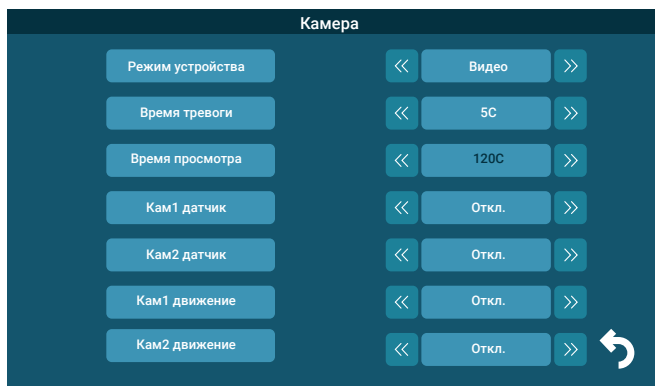 Камера
Режим устройства Видео
Время тревоги 5С
Время просмотра 120С
Кам1 датчик Откл.
Кам2 датчик Откл.
Кам1 движение Откл.
Кам2 движение Откл.